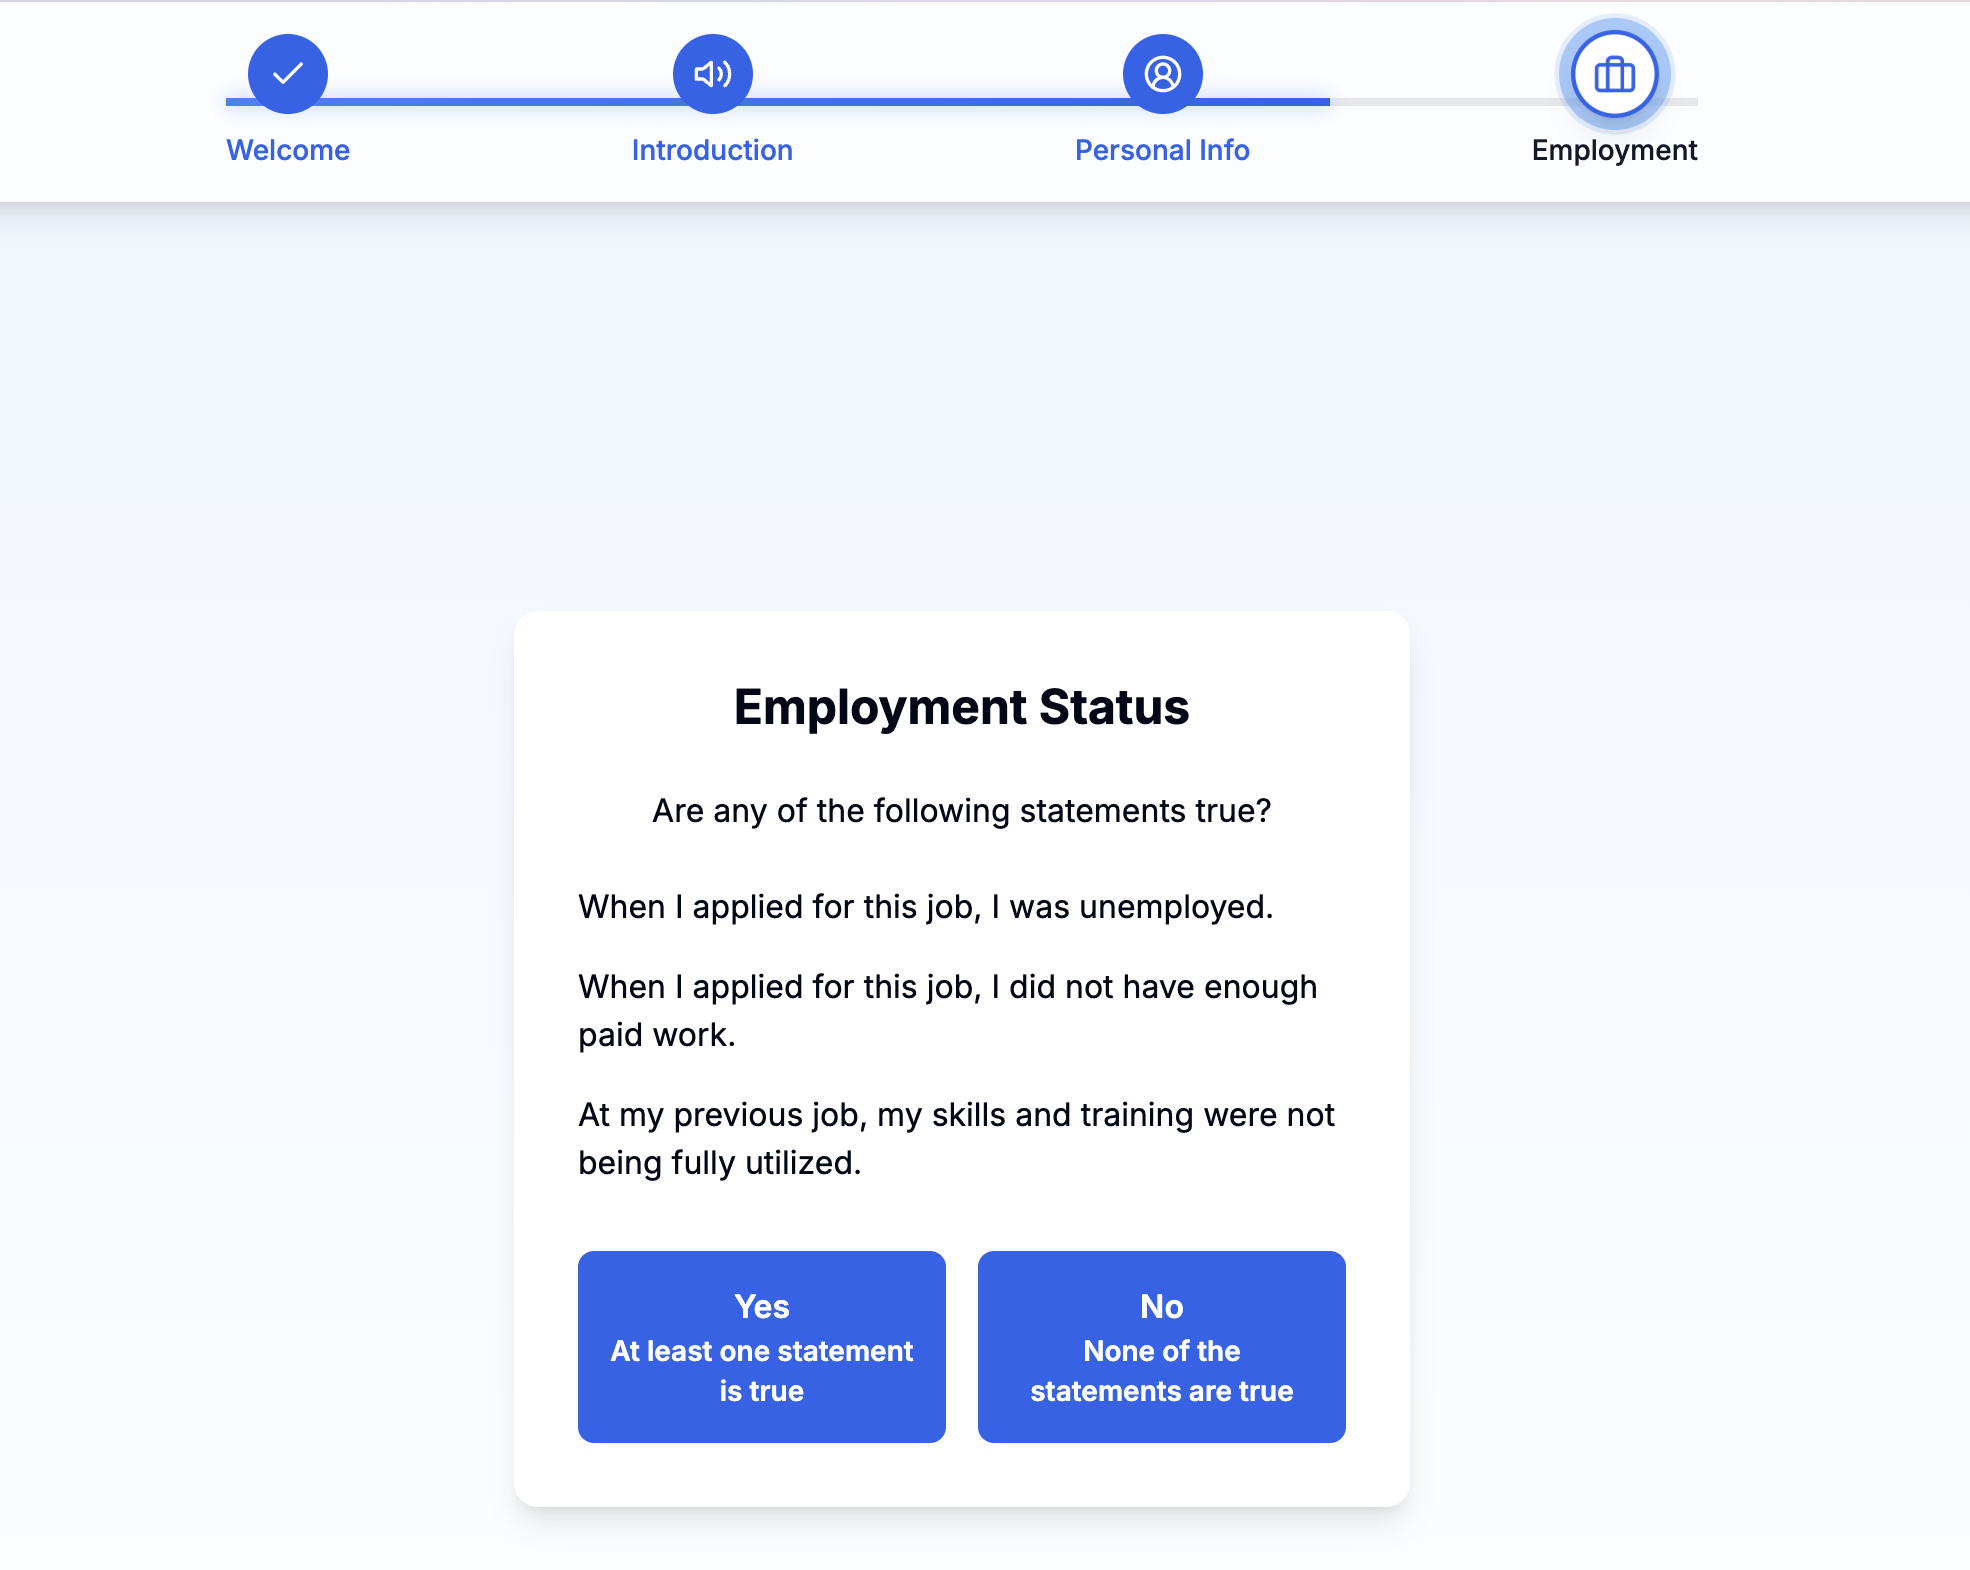 Welcome
Introduction
Personal Info
Employment
Employment Status
Are any of the following statements true?
When I applied for this job, I was unemployed.
When I applied for this job, I did not have enough
paid work.
At my previous job, my skills and training were not
being fully utilized.
Yes
At least one statement
is true
No
None of the
statements are true